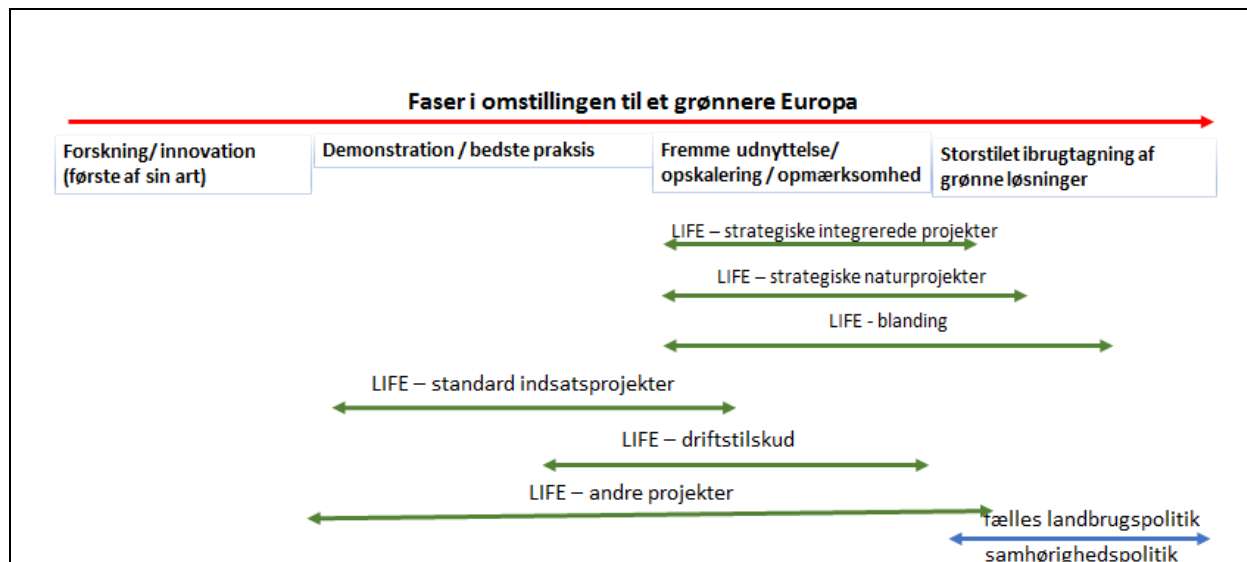 Faser i omstillingen til et grønnere Europa
Forskning/ innovation
(første af sin art)
Demonstration / bedste praksis
Fremme udnyttelse/
opskalering / opmærksomhed
Storstilet ibrugtagning af
grønne løsninger
LIFE – strategiske integrerede projekter
LIFE – strategiske naturprojekter
LIFE - blanding
LIFE – standard indsatsprojekter
LIFE – driftstilskud
LIFE – andre projekter
fælles landbrugspolitik
samhørighedspolitik